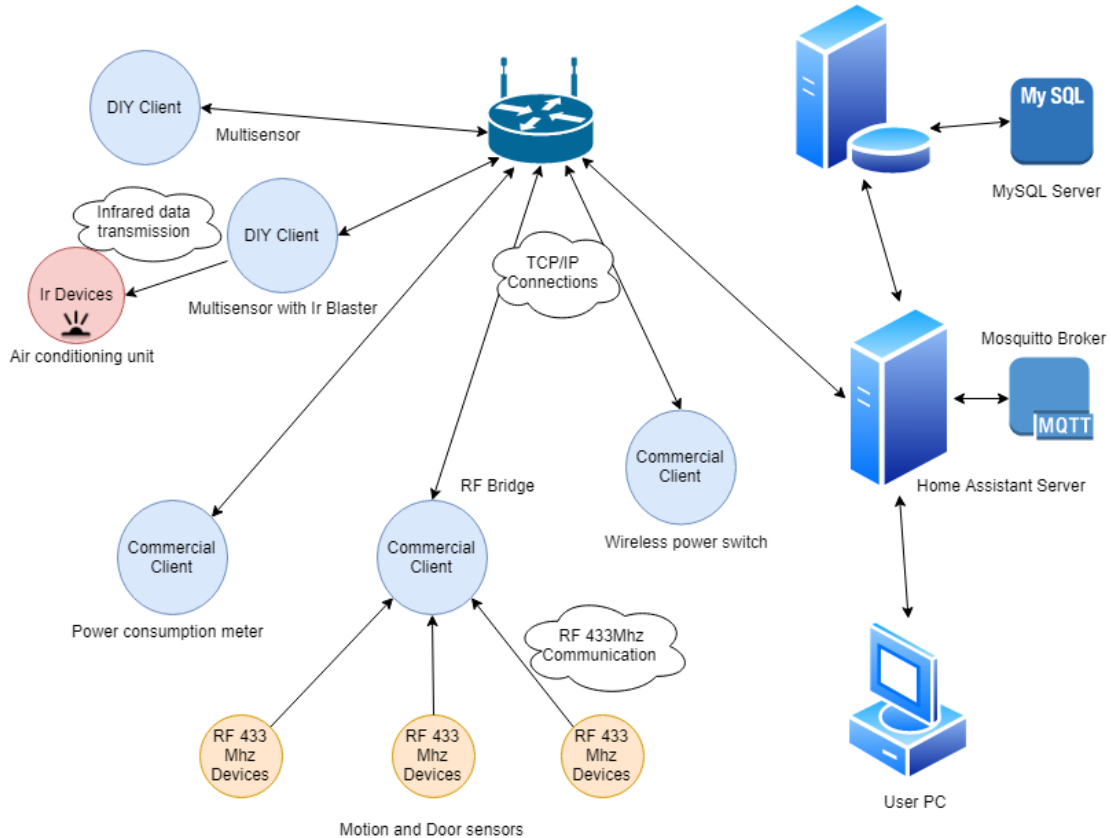 DIY Client
Multisensor
My SQL
MySQL Server
Infrared data
transmission
DIY Client
Multisensor with Ir Blaster
Ir Devices
Air conditioning unit
TCP/IP
Connections
Mosquitto Broker
MQTT
Home Assistant Server
Commercial
Client
Wireless power switch
RF Bridge
Commercial
Client
Power consumption meter
Commercial
Client
RF 433Mhz
Communication
RF 433
Mhz
Devices
RF 433
Mhz
Devices
RF 433
Mhz
Devices
Motion and Door sensors
User PC